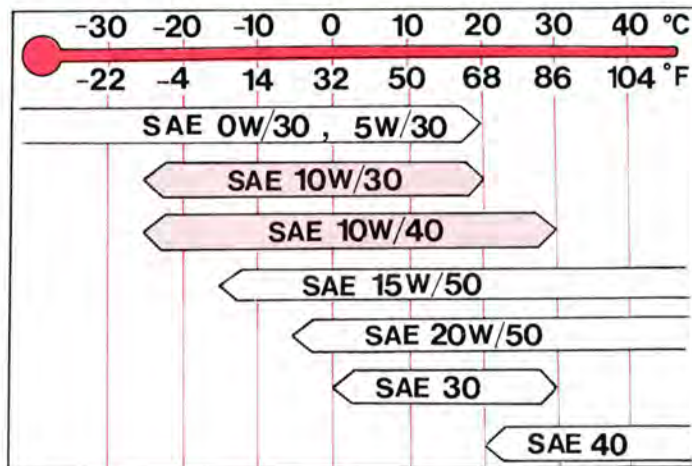 -30 -20 -10 0 10 20 30 40 °C
-22 -4 14 32 50 68 86 104 °F
SAE 0W/30 , 5W/30
SAE 10W/30
SAE 10W/40
SAE 15W/50
SAE 20W/50
SAE 30
SAE 40